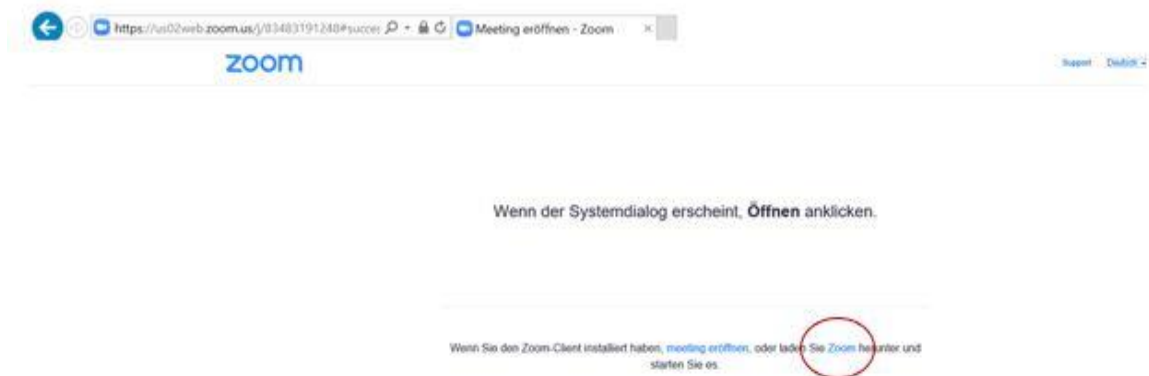 https://us02web.zoom.us/j/83483191248#succes Meeting eröffnen - Zoom
zoom
Support Deutsch
Wenn der Systemdialog erscheint, Öffnen anklicken.
Wenn Sie den Zoom-Client installiert haben, meeting eröffnen, oder laden Sie Zoom herunter und
starten Sie es.